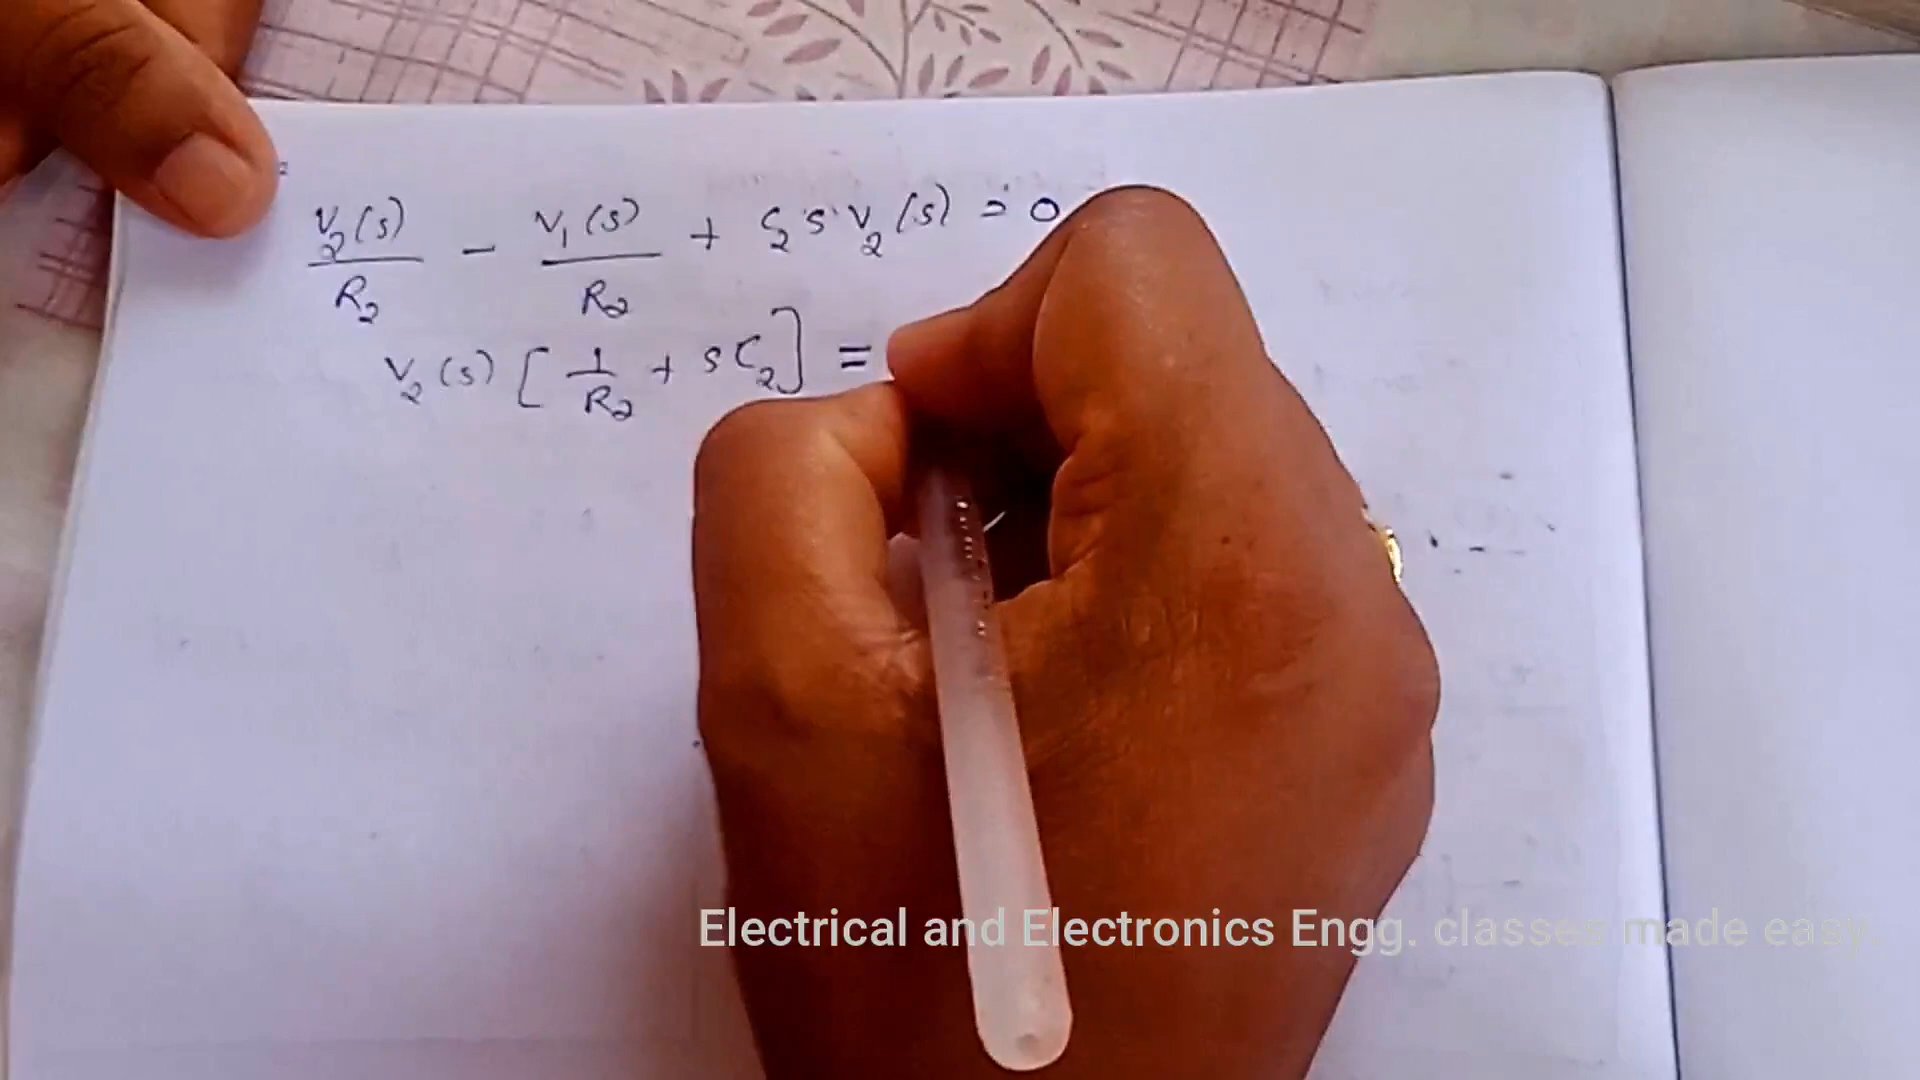 V₂(s)/R₂ - V₁(s)/R₂ + C₂ s V₂(s) = 0
V₂(s) [ 1/R₂ + sC₂ ] =
Electrical and Electronics Engg. classes made easy.